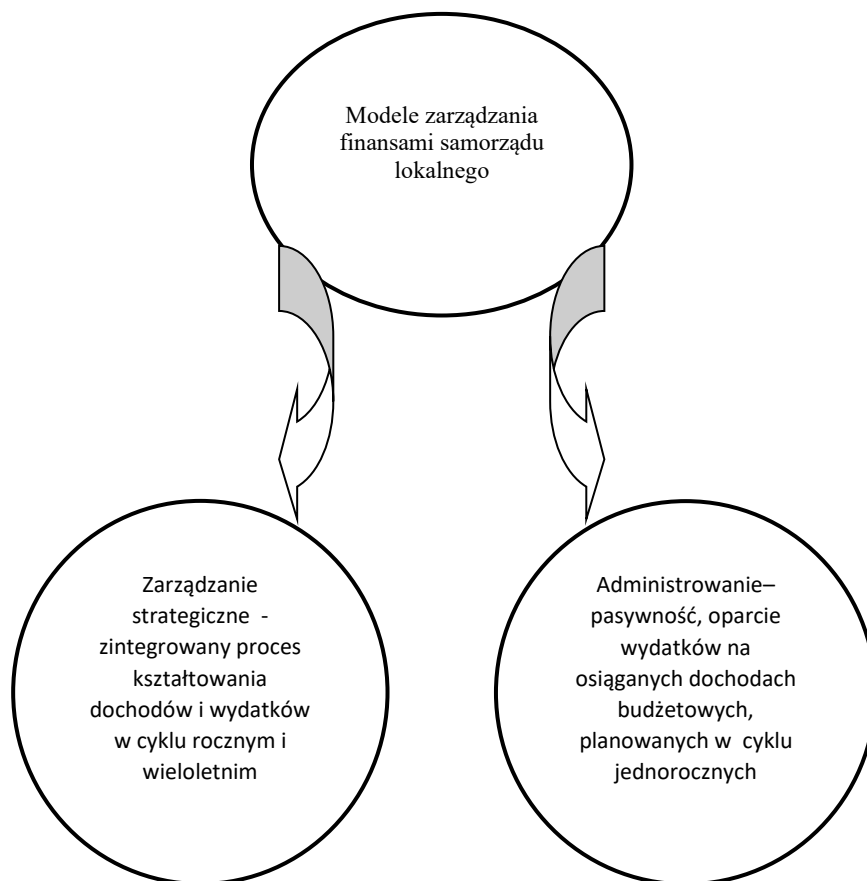 Modele zarządzania
finansami samorządu
lokalnego
Zarządzanie
strategiczne -
zintegrowany proces
kształtowania
dochodów i wydatków
w cyklu rocznym i
wieloletnim
Administrowanie–
pasywność, oparcie
wydatków na
osiąganych dochodach
budżetowych,
planowanych w cyklu
jednorocznych